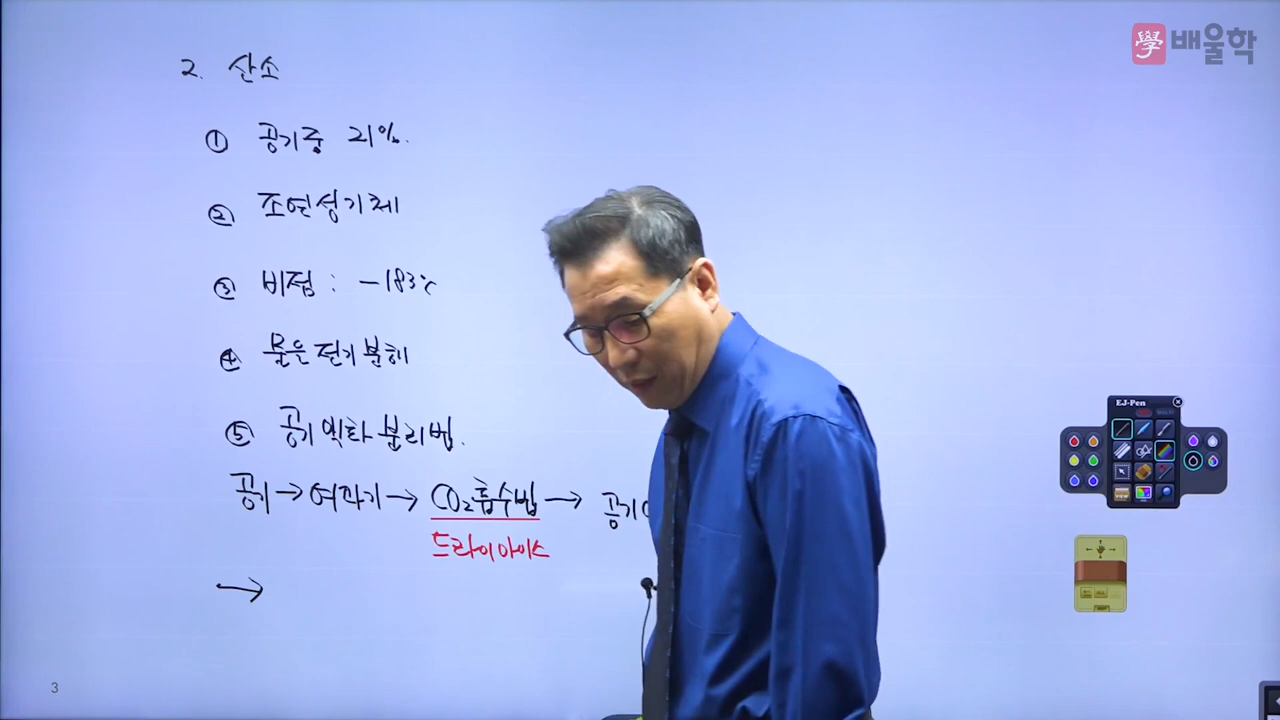 學 배울학
2. 산소
① 공기중 21%.
② 조연성기체
③ 비점 : -183℃
④ 물은 전기분해
⑤ 공기액화분리법.
공기 → 여과기 → CO₂흡수법 → 공기
드라이아이스
→
EJ-Pen
3